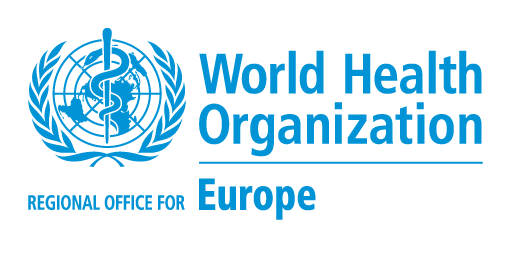 World Health
Organization
REGIONAL OFFICE FOR Europe